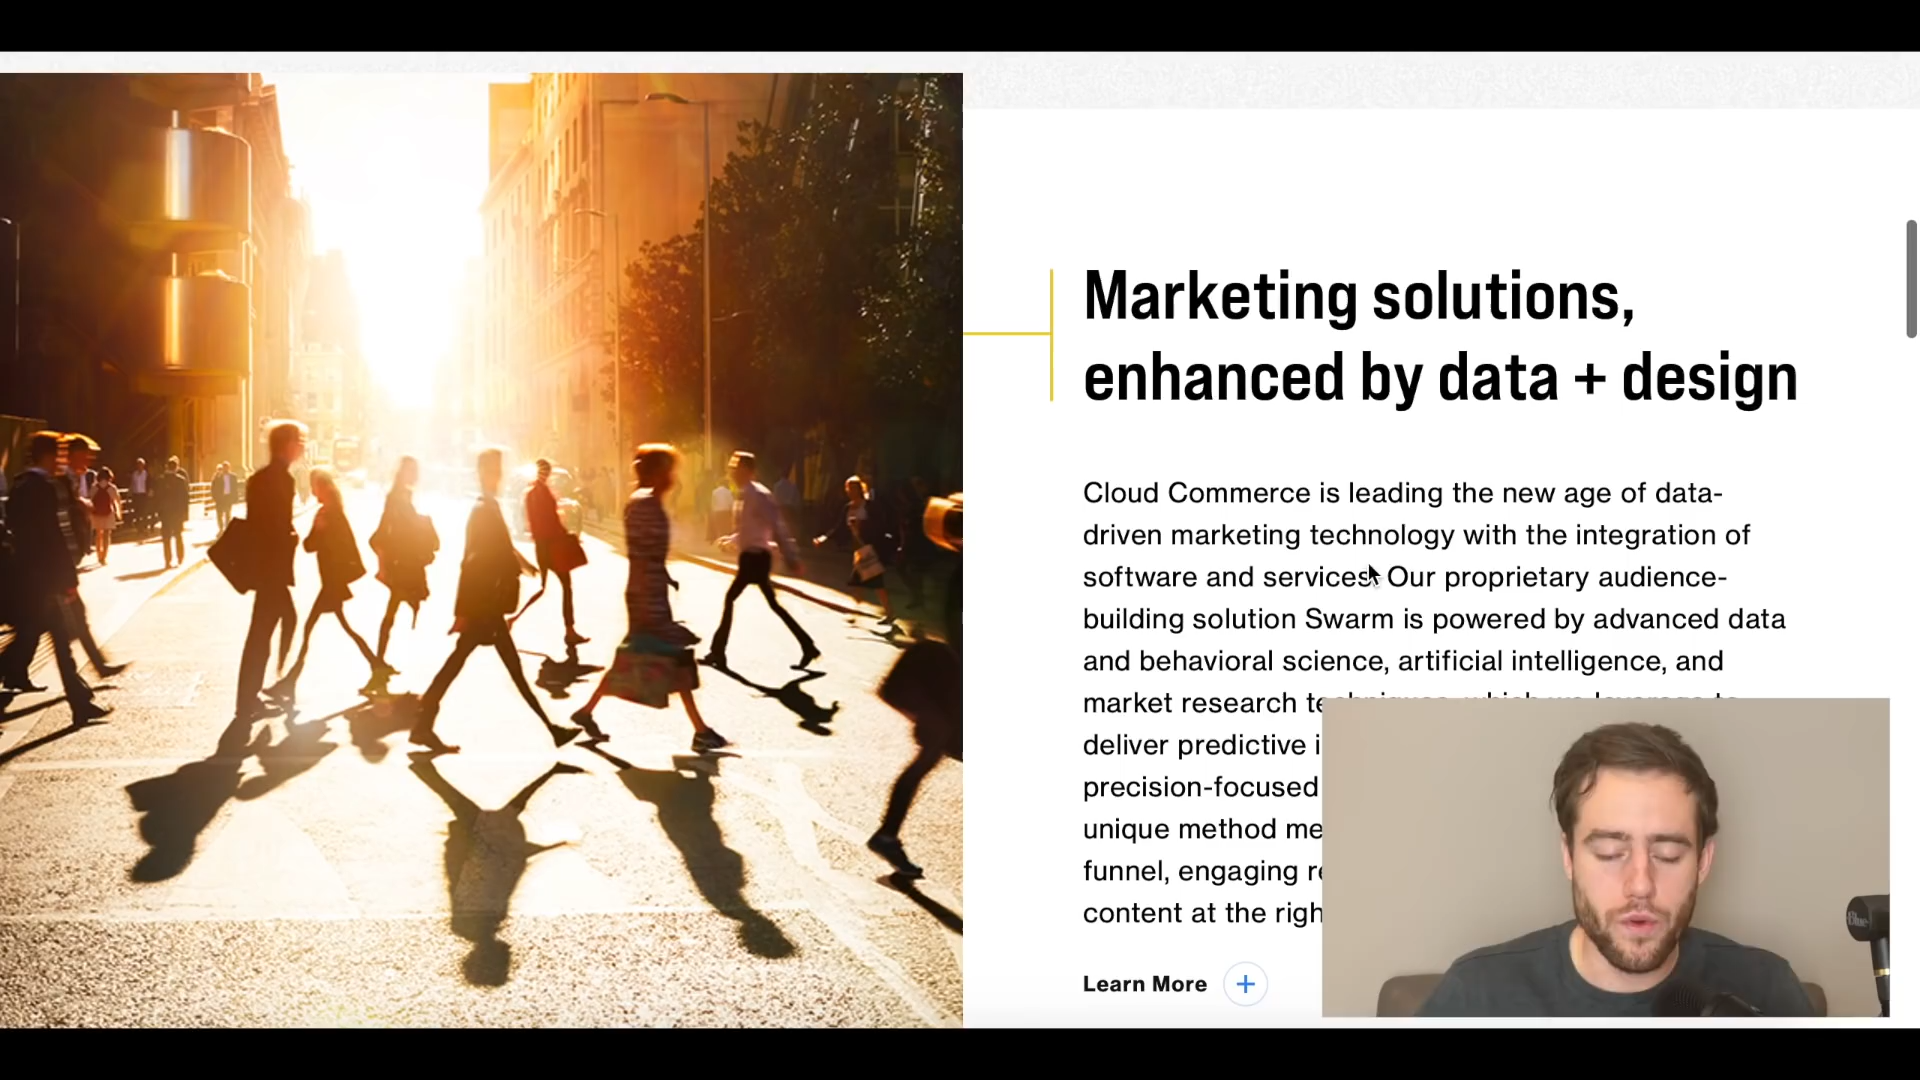 Marketing solutions,
enhanced by data + design
Cloud Commerce is leading the new age of data-
driven marketing technology with the integration of
software and services. Our proprietary audience-
building solution Swarm is powered by advanced data
and behavioral science, artificial intelligence, and
market research techniques, which we leverage to
deliver predictive
precision-focused
unique method
funnel, engaging
content at the
Learn More
Blue